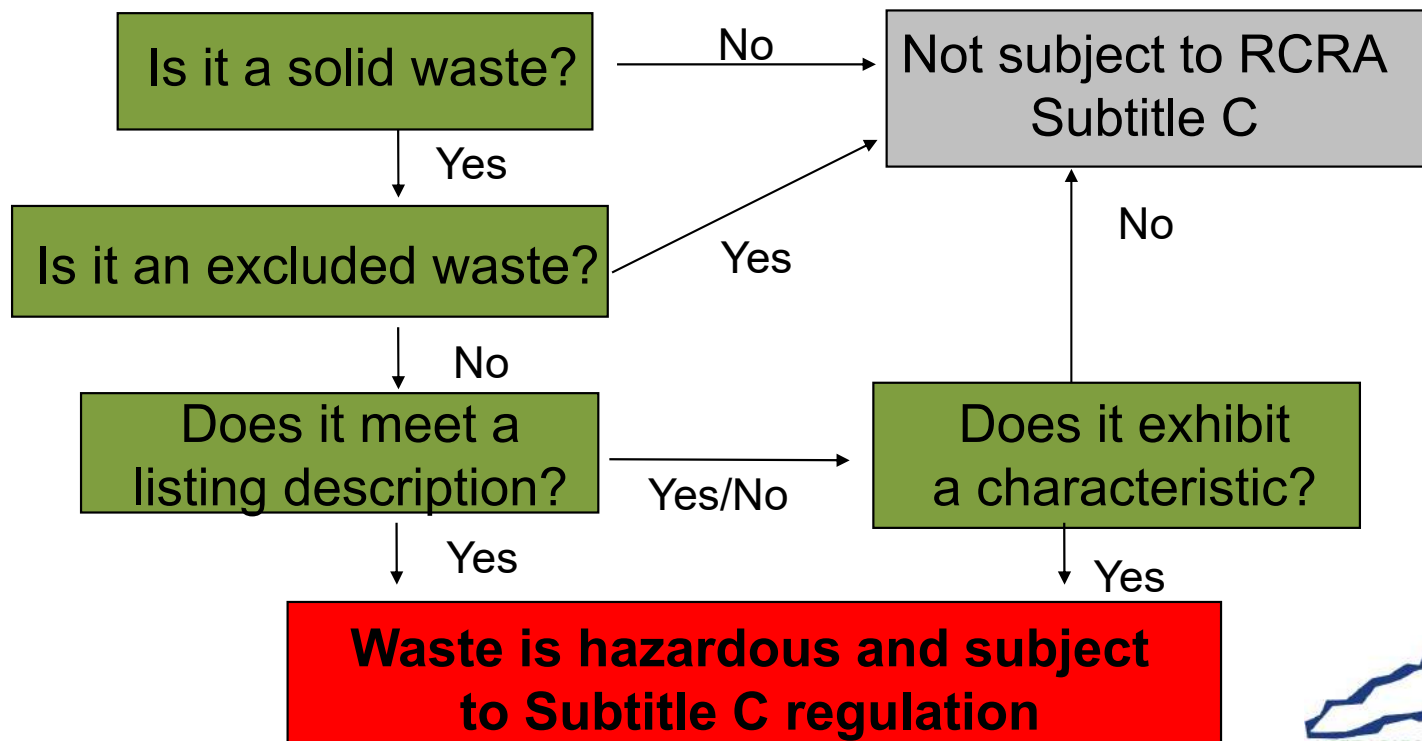 Is it a solid waste?
No
Not subject to RCRA
Subtitle C
Yes
Is it an excluded waste?
Yes
No
No
Does it meet a
listing description?
Yes/No
Does it exhibit
a characteristic?
Yes
Yes
Waste is hazardous and subject
to Subtitle C regulation